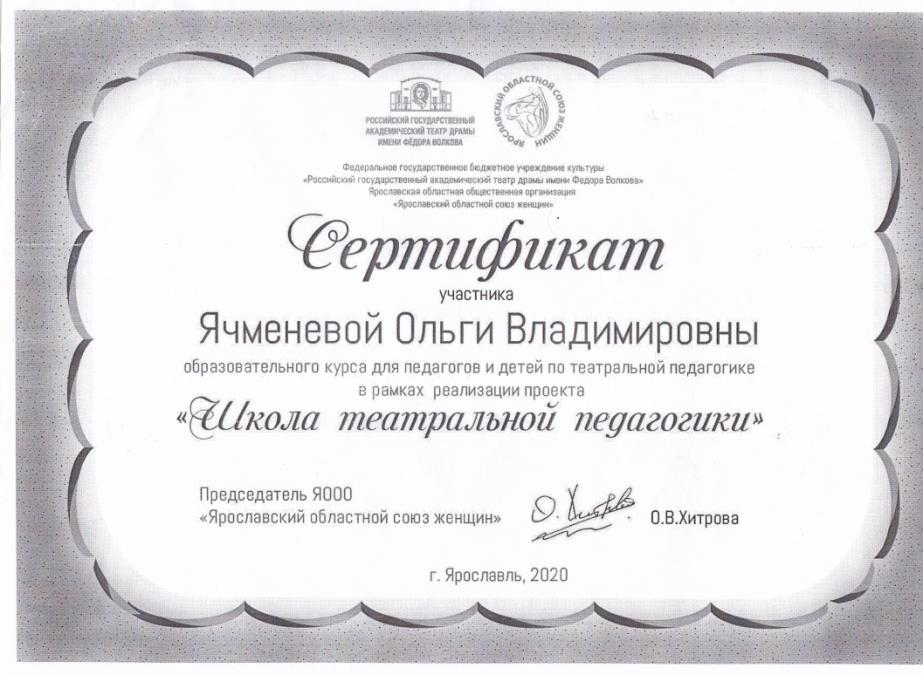 РОССИЙСКИЙ ГОСУДАРСТВЕННЫЙ
АКАДЕМИЧЕСКИЙ ТЕАТР ДРАМЫ
ИМЕНИ ФЁДОРА ВОЛКОВА
ЯРОСЛАВСКИЙ ОБЛАСТНОЙ СОЮЗ ЖЕНЩИН
Федеральное государственное бюджетное учреждение культуры
«Российский государственный академический театр драмы имени Федора Волкова»
Ярославская областная общественная организация
«Ярославский областной союз женщин»
Сертификат
участника
Ячменевой Ольги Владимировны
образовательного курса для педагогов и детей по театральной педагогике
в рамках реализации проекта
«Школа театральной педагогики»
Председатель ЯООО
«Ярославский областной союз женщин»
О.В.Хитрова
г. Ярославль, 2020